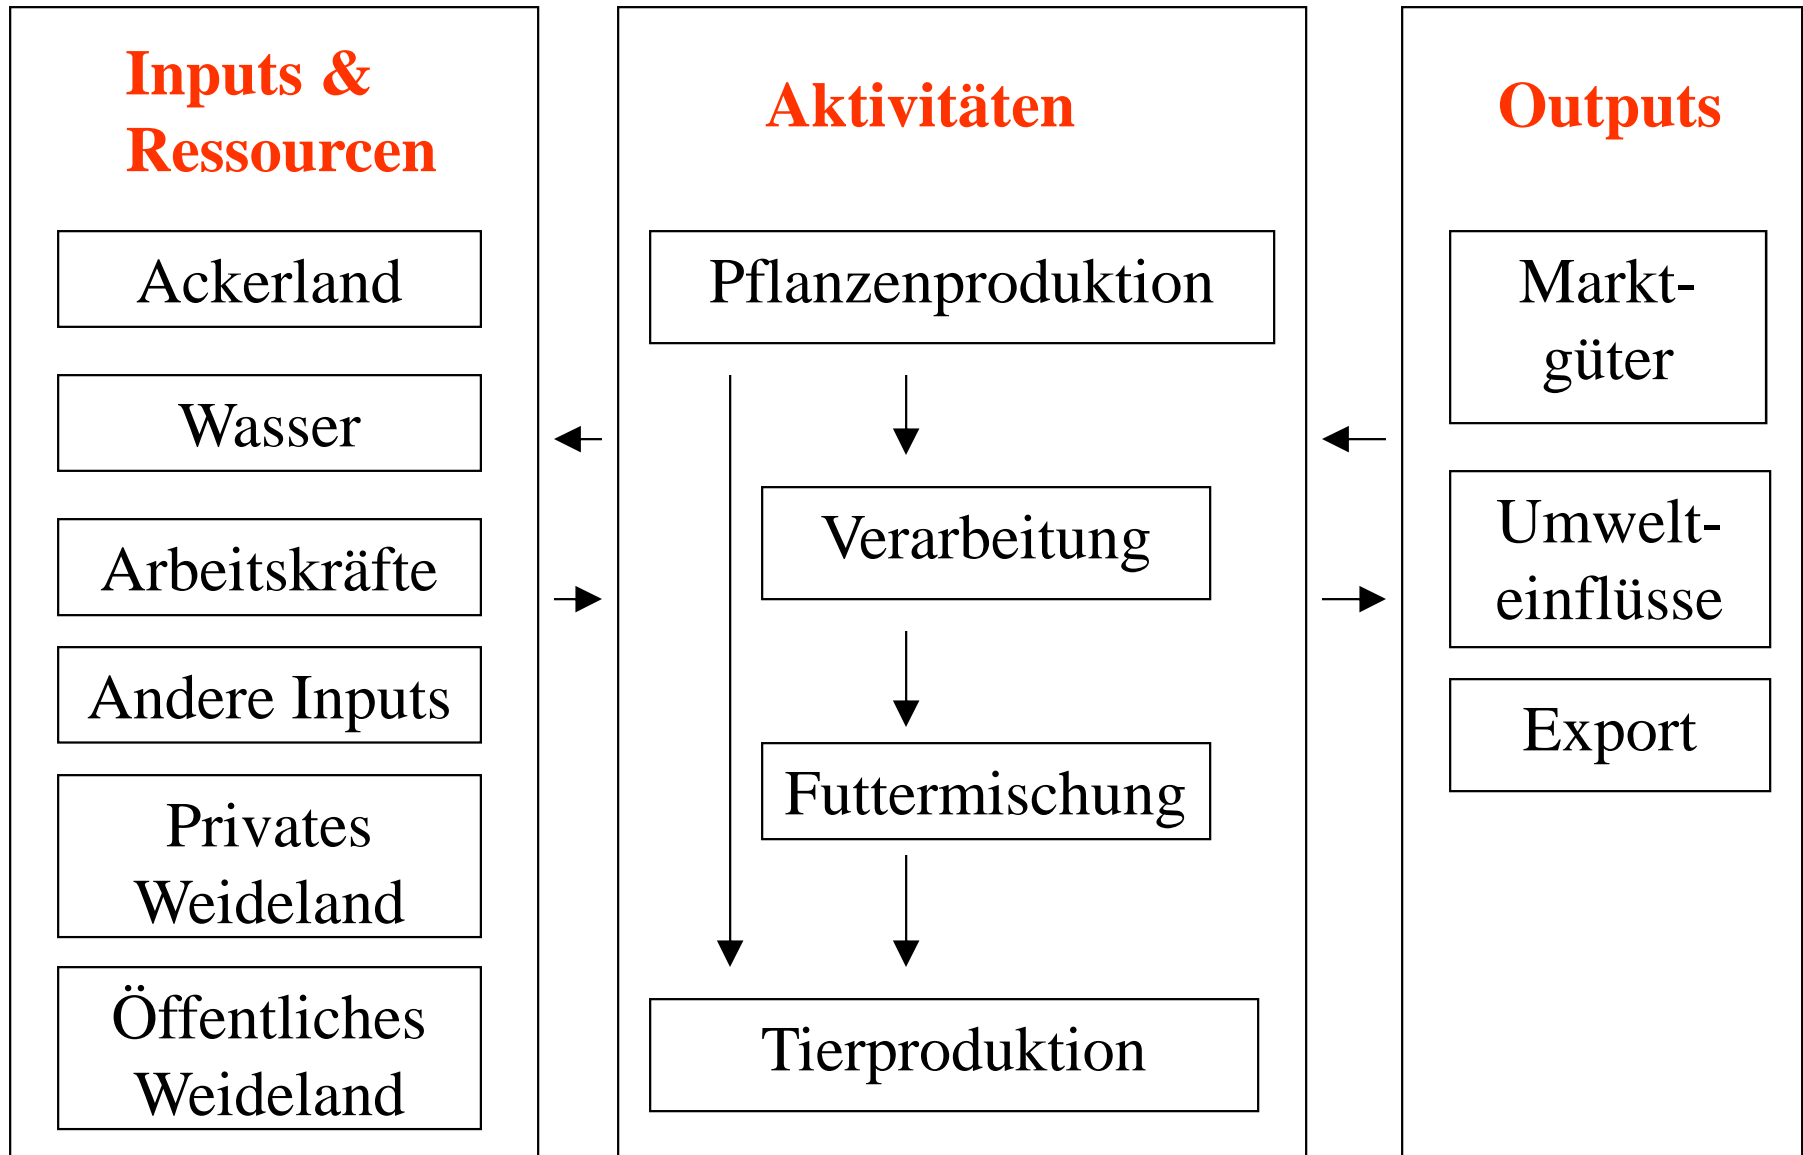 Inputs &
Ressourcen
Ackerland
Wasser
Arbeitskräfte
Andere Inputs
Privates
Weideland
Öffentliches
Weideland
Aktivitäten
Pflanzenproduktion
Verarbeitung
Futtermischung
Tierproduktion
Outputs
Markt-
güter
Umwelt-
einflüsse
Export